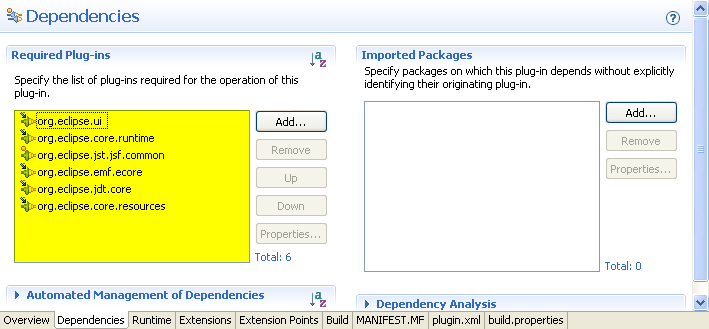 Dependencies
Required Plug-ins
Specify the list of plug-ins required for the operation of this
plug-in.
org.eclipse.ui
org.eclipse.core.runtime
org.eclipse.jst.jsf.common
org.eclipse.emf.ecore
org.eclipse.jdt.core
org.eclipse.core.resources
Add...
Remove
Up
Down
Properties...
Total: 6
Imported Packages
Specify packages on which this plug-in depends without explicitly
identifying their originating plug-in.
Add...
Remove
Properties...
Total: 0
Automated Management of Dependencies
Dependency Analysis
Overview Dependencies Runtime Extensions Extension Points Build MANIFEST.MF plugin.xml build.properties